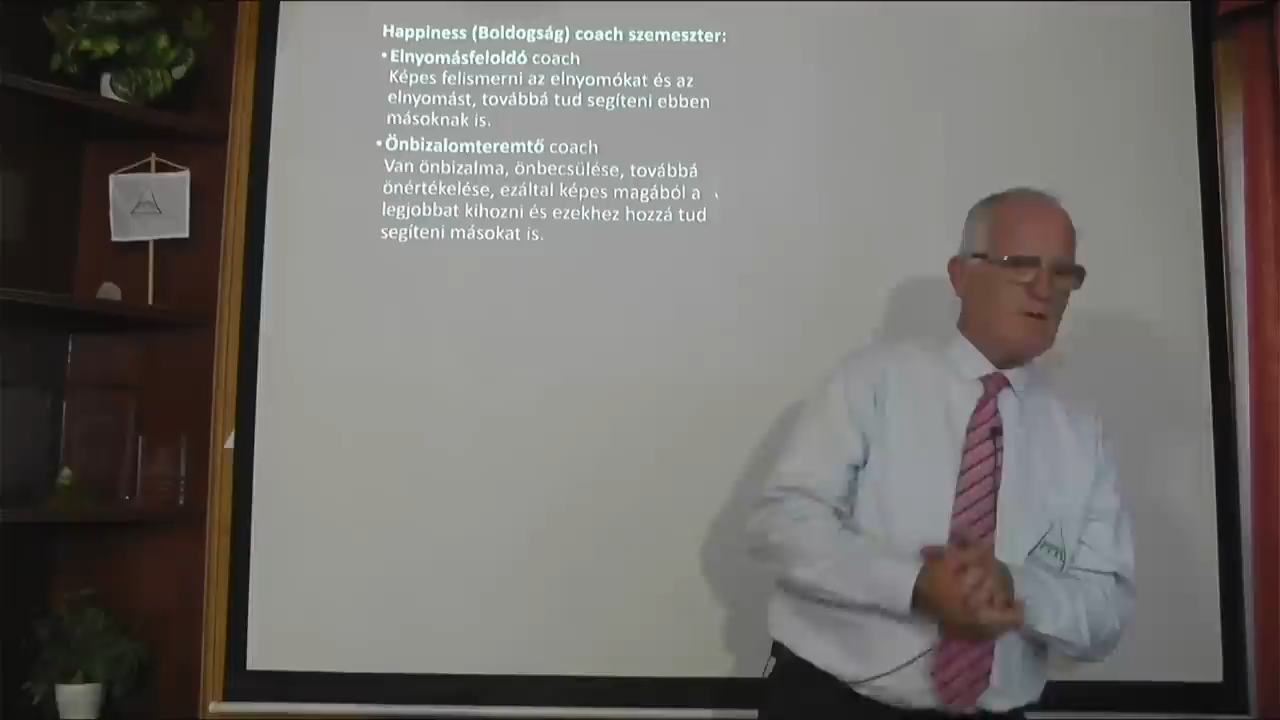 Happiness (Boldogság) coach szemeszter:
• Elnyomásfeloldó coach
Képes felismerni az elnyomókat és az
elnyomást, továbbá tud segíteni ebben
másoknak is.
• Önbizalomteremtő coach
Van önbizalma, önbecsülése, továbbá
önértékelése, ezáltal képes magából a
legjobbat kihozni és ezekhez hozzá tud
segíteni másokat is.